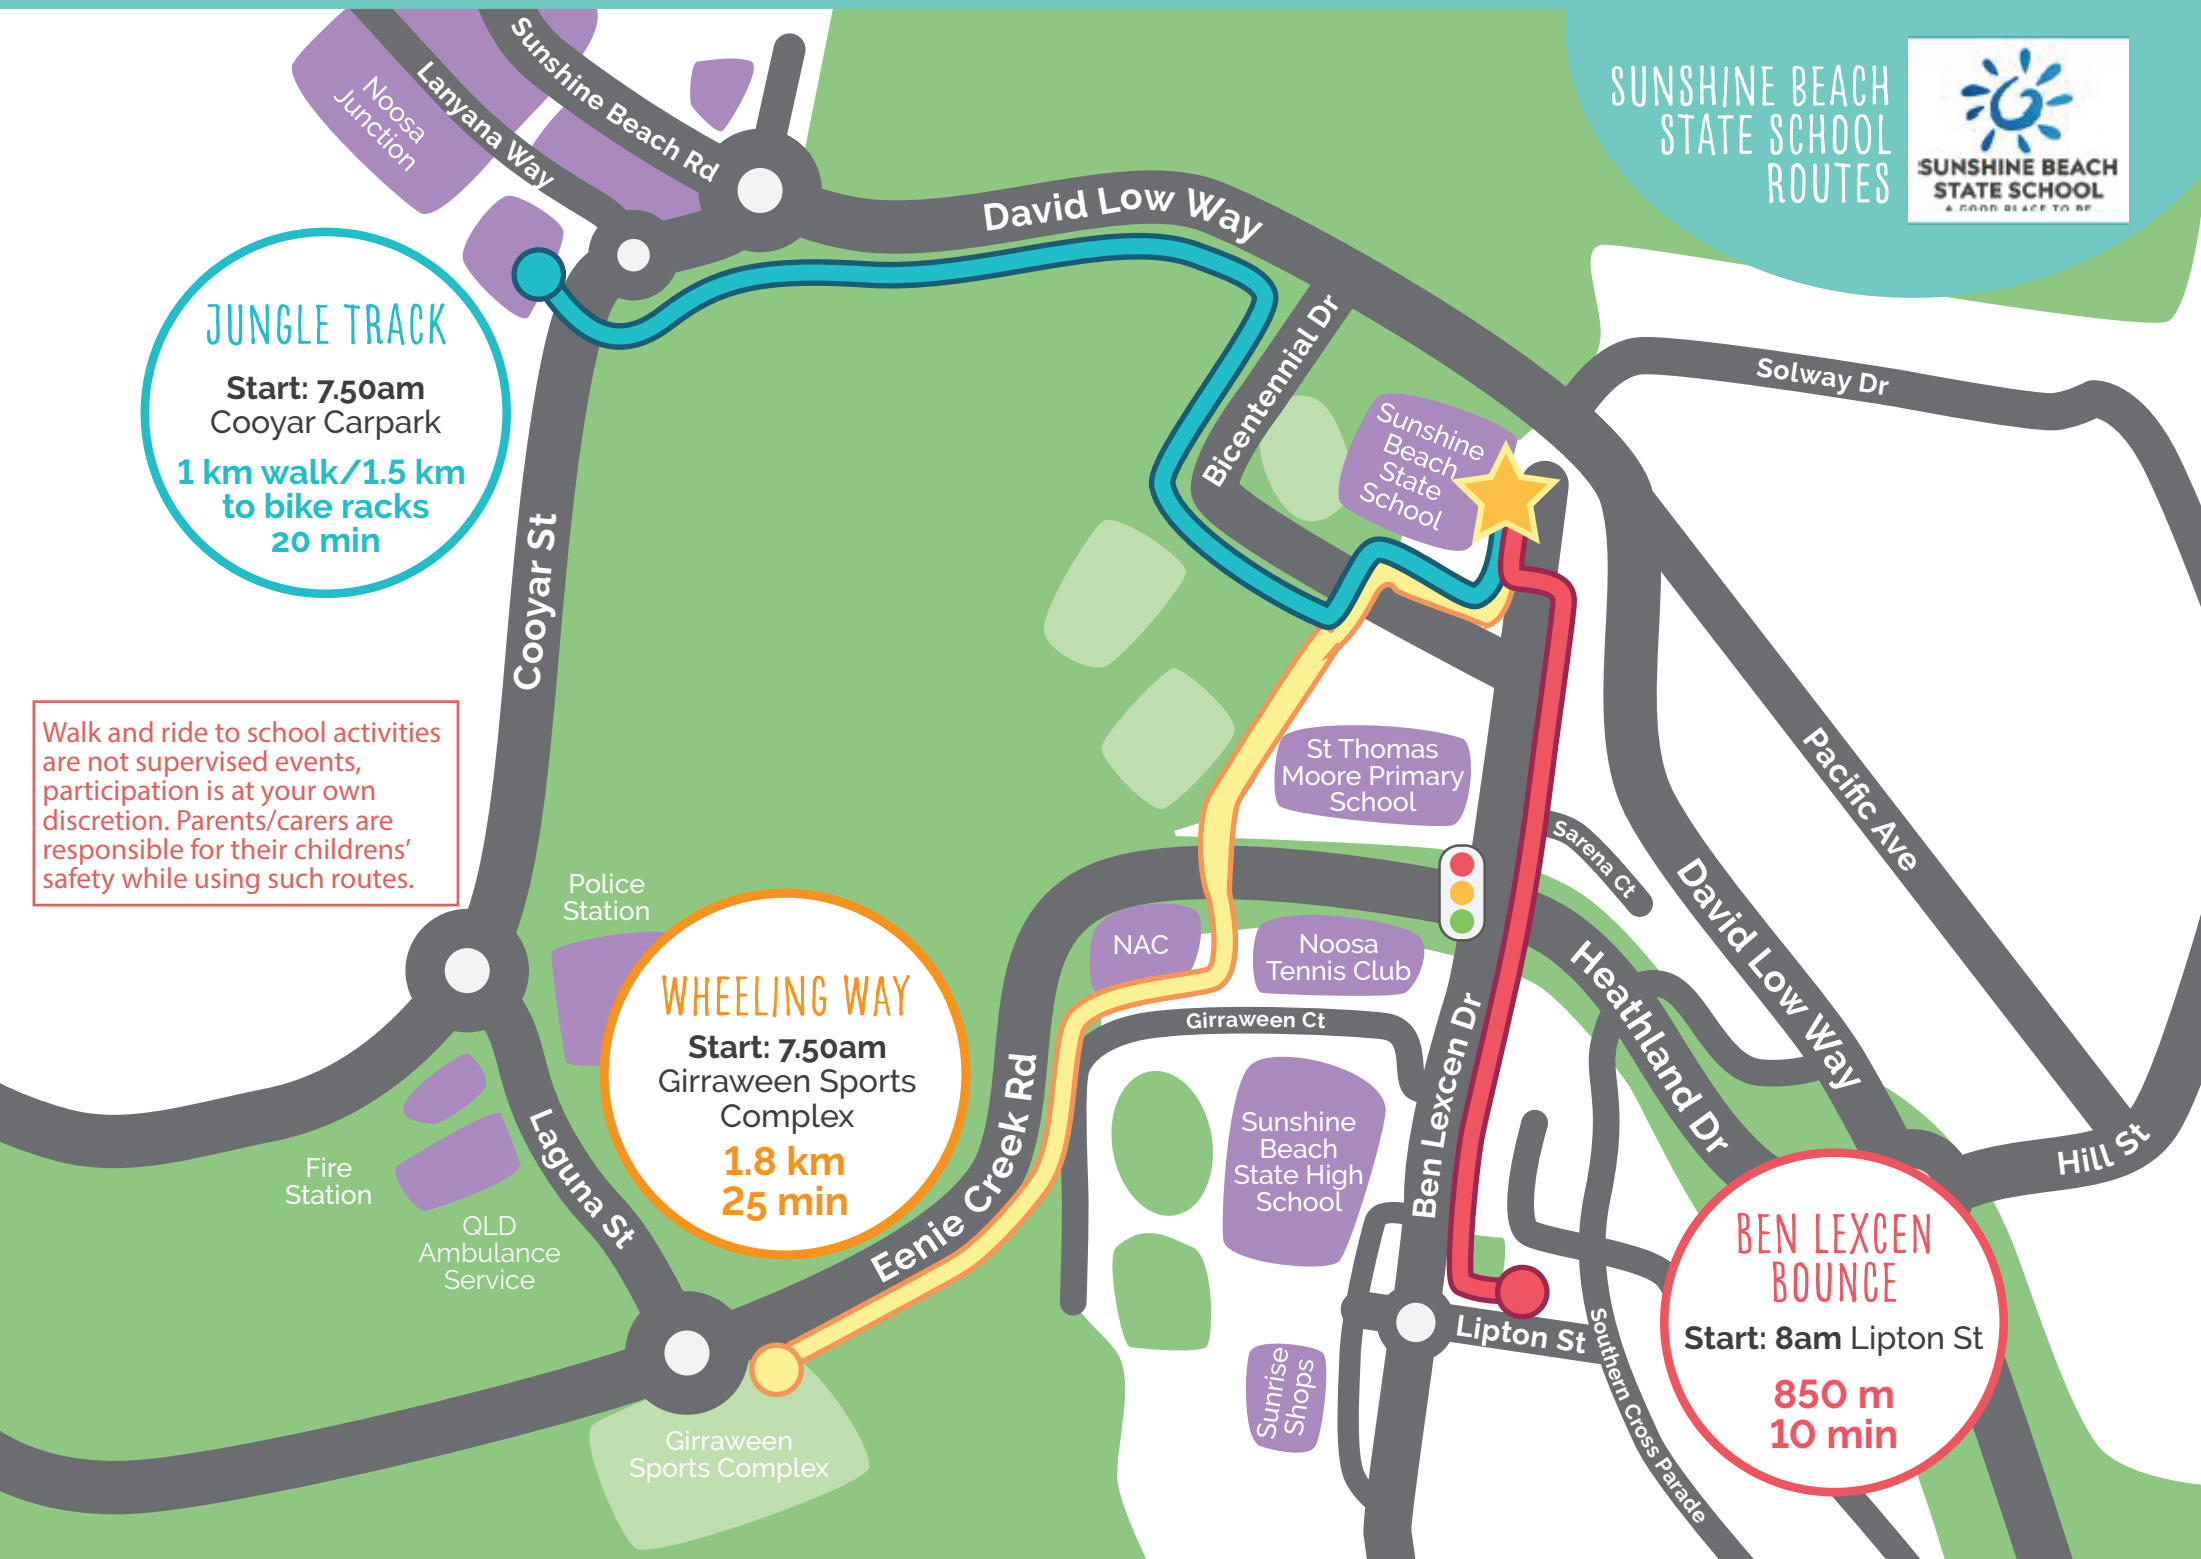 SUNSHINE BEACH
STATE SCHOOL
ROUTES
SUNSHINE BEACH
STATE SCHOOL
A GOOD PLACE TO BE
Sunshine Beach Rd
Lanyana Way
Noosa
Junction
David Low Way
Bicentennial Dr
Solway Dr
Sunshine
Beach
State
School
JUNGLE TRACK
Start: 7.50am
Cooyar Carpark
1 km walk/1.5 km
to bike racks
20 min
Cooyar St
Walk and ride to school activities
are not supervised events,
participation is at your own
discretion. Parents/carers are
responsible for their childrens'
safety while using such routes.
St Thomas
Moore Primary
School
Pacific Ave
Sarena Ct
David Low Way
Police
Station
NAC
Noosa
Tennis Club
Heathland Dr
WHEELING WAY
Start: 7.50am
Girraween Sports
Complex
1.8 km
25 min
Girraween Ct
Ben Lexcen Dr
Eenie Creek Rd
Sunshine
Beach
State High
School
Hill St
Laguna St
Fire
Station
QLD
Ambulance
Service
BEN LEXCEN
BOUNCE
Start: 8am Lipton St
850 m
10 min
Lipton St
Southern Cross Parade
Sunrise
Shops
Girraween
Sports Complex